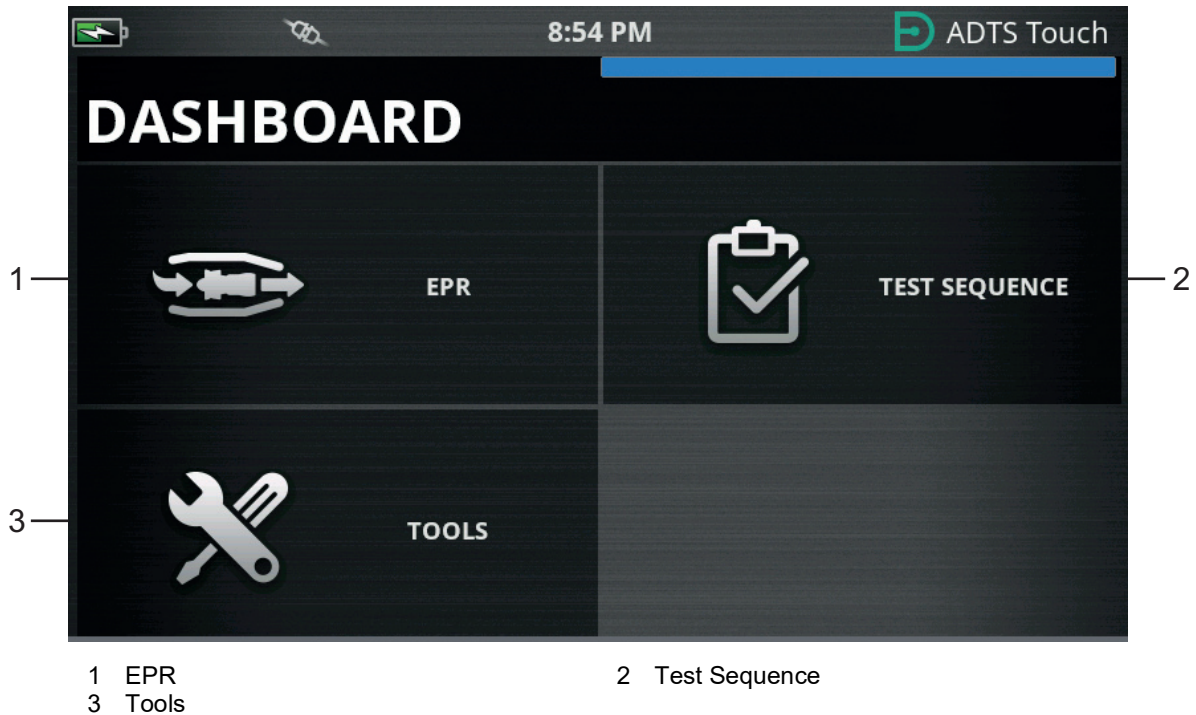 8:54 PM ADTS Touch
DASHBOARD
1 EPR TEST SEQUENCE 2
3 TOOLS
1 EPR 2 Test Sequence
3 Tools